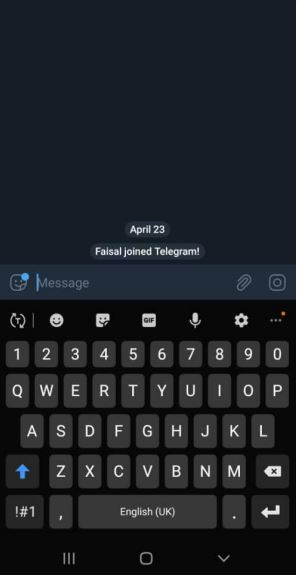 April 23
Faisal joined Telegram!
Message
T GIF
1 2 3 4 5 6 7 8 9 0
Q W E R T Y U I O P
A S D F G H J K L
Z X C V B N M
!#1 , English (UK) .